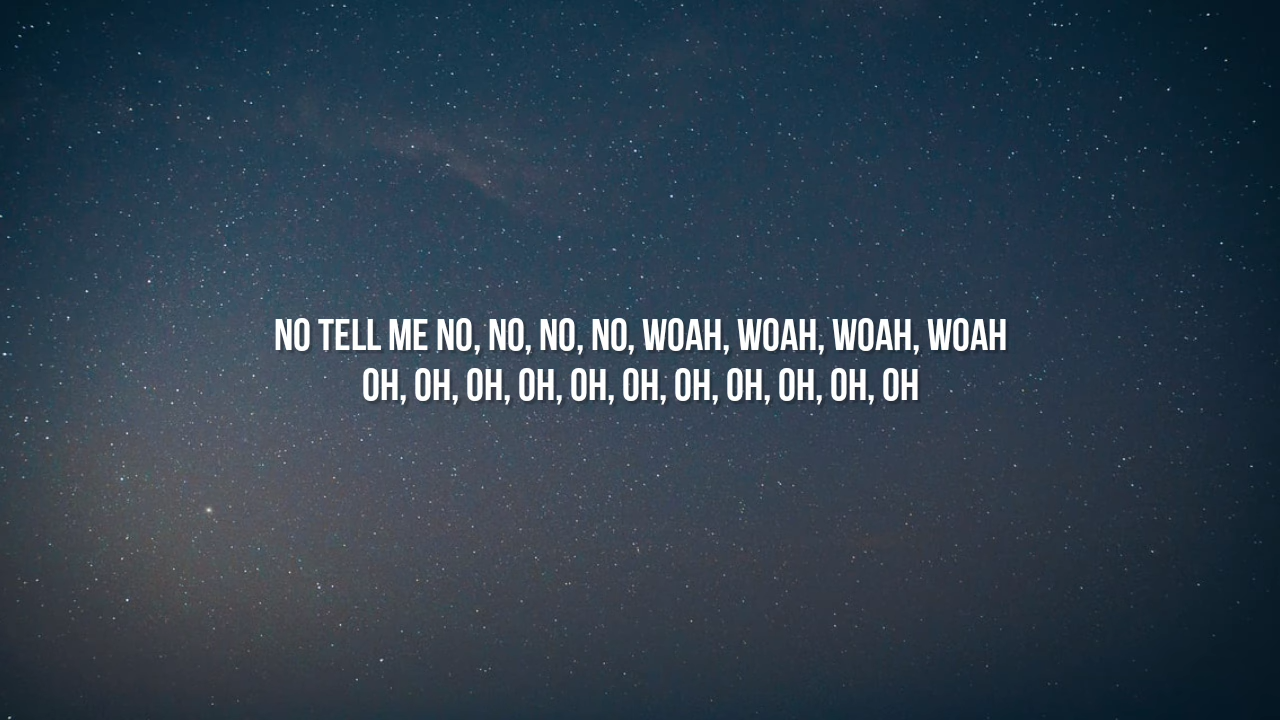 NO TELL ME NO, NO, NO, NO, WOAH, WOAH, WOAH, WOAH
OH, OH, OH, OH, OH, OH, OH, OH, OH, OH, OH